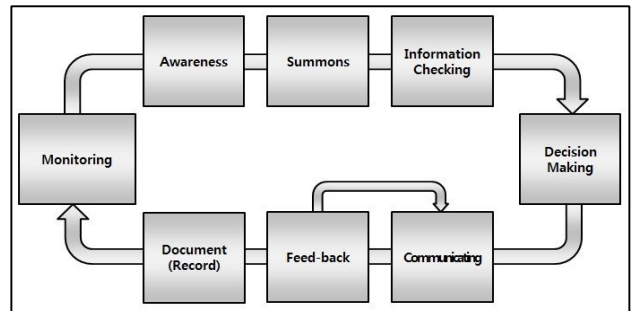 Awareness
Summons
Information
Checking
Monitoring
Decision
Making
Document
(Record)
Feed-back
Communicating